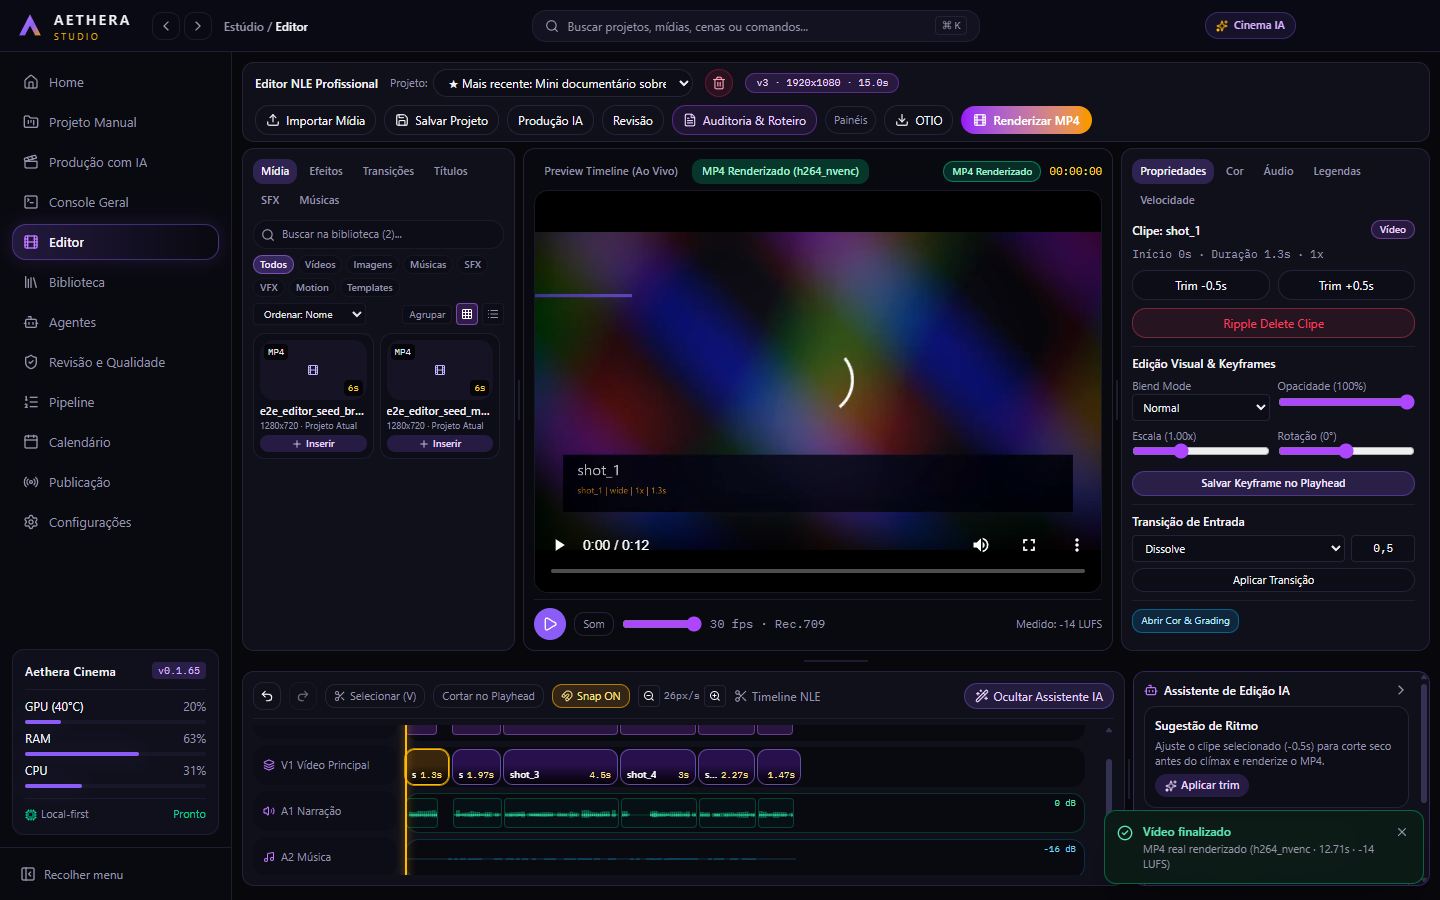 AETHERA
STUDIO
Estúdio / Editor
Buscar projetos, mídias, cenas ou comandos...
⌘ K
Cinema IA
Home
Projeto Manual
Produção com IA
Console Geral
Editor
Biblioteca
Agentes
Revisão e Qualidade
Pipeline
Calendário
Publicação
Configurações
Aethera Cinema
v0.1.65
GPU (40°C)
20%
RAM
63%
CPU
31%
Local-first
Pronto
Recolher menu
Editor NLE Profissional
Projeto:
★ Mais recente: Mini documentário sobre
v3 · 1920x1080 · 15.0s
Importar Mídia
Salvar Projeto
Produção IA
Revisão
Auditoria & Roteiro
Painéis
OTIO
Renderizar MP4
Mídia
Efeitos
Transições
Títulos
SFX
Músicas
Buscar na biblioteca (2)...
Todos
Vídeos
Imagens
Músicas
SFX
VFX
Motion
Templates
Ordenar: Nome
Agrupar
MP4
6s
e2e_editor_seed_br...
1280x720 · Projeto Atual
+ Inserir
MP4
6s
e2e_editor_seed_m...
1280x720 · Projeto Atual
+ Inserir
Preview Timeline (Ao Vivo)
MP4 Renderizado (h264_nvenc)
MP4 Renderizado
00:00:00
shot_1
shot_1 | wide | 1x | 1.3s
0:00 / 0:12
Som
30 fps · Rec.709
Medido: -14 LUFS
Propriedades
Cor
Áudio
Legendas
Velocidade
Clipe: shot_1
Vídeo
Início 0s · Duração 1.3s · 1x
Trim -0.5s
Trim +0.5s
Ripple Delete Clipe
Edição Visual & Keyframes
Blend Mode
Opacidade (100%)
Normal
Escala (1.00x)
Rotação (0°)
Salvar Keyframe no Playhead
Transição de Entrada
Dissolve
0,5
Aplicar Transição
Abrir Cor & Grading
Selecionar (V)
Cortar no Playhead
Snap ON
26px/s
Timeline NLE
Ocultar Assistente IA
V1 Vídeo Principal
s 1.3s
s 1.97s
shot_3 4.5s
shot_4 3s
s... 2.27s
1.47s
A1 Narração
0 dB
A2 Música
-16 dB
Assistente de Edição IA
Sugestão de Ritmo
Ajuste o clipe selecionado (-0.5s) para corte seco
antes do clímax e renderize o MP4.
Aplicar trim
Vídeo finalizado
MP4 real renderizado (h264_nvenc · 12.71s · -14
LUFS)